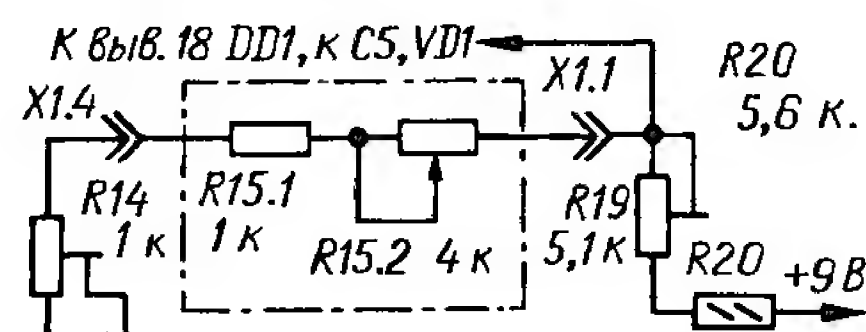 К выв. 18 DD1, к C5, VD1
X1.4
X1.1
R20
5,6 к.
R14
1 к
R15.1
1 к
R15.2 4 к
R19
5,1 к
R20
+9 В